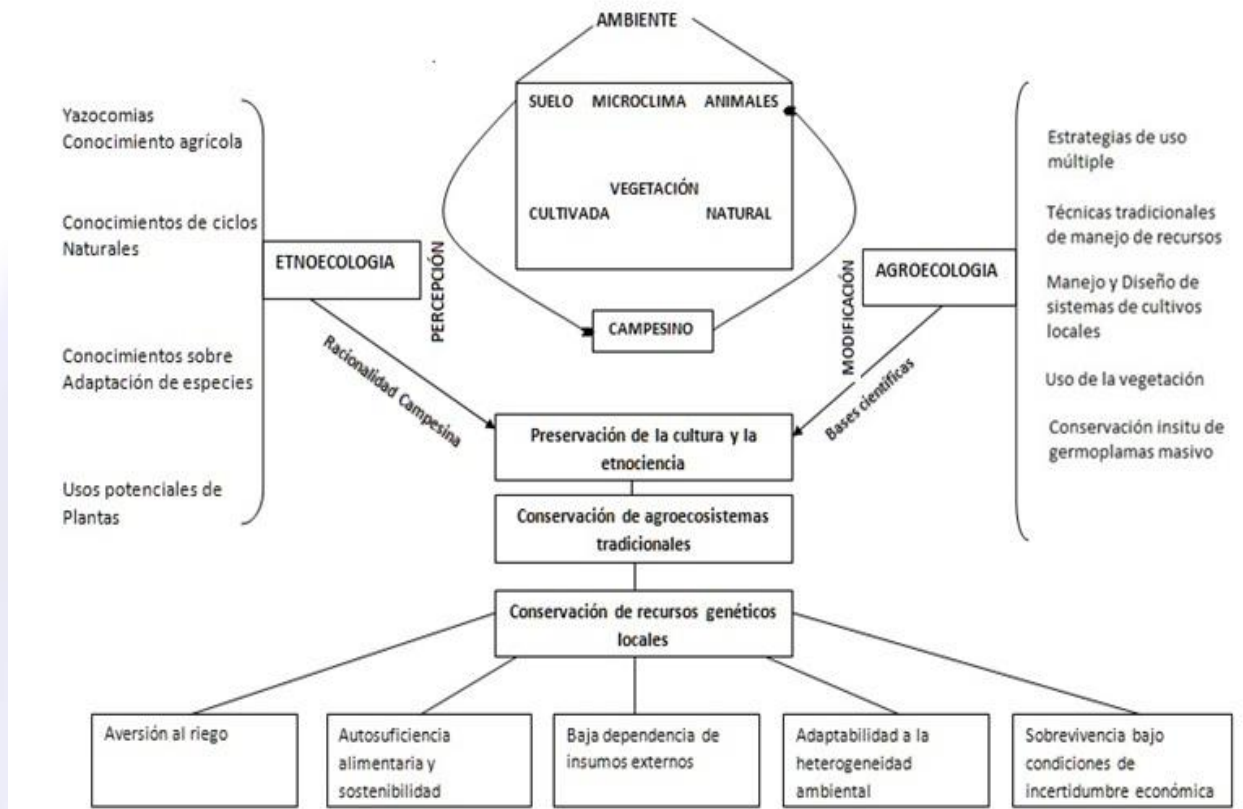 AMBIENTE
SUELO MICROCLIMA ANIMALES
VEGETACIÓN
CULTIVADA NATURAL
CAMPESINO
PERCEPCIÓN
MODIFICACIÓN
Yazocomias
Conocimiento agrícola
Conocimientos de ciclos
Naturales
Conocimientos sobre
Adaptación de especies
Usos potenciales de
Plantas
ETNOECOLOGIA
Racionalidad Campesina
AGROECOLOGIA
Bases científicas
Estrategias de uso
múltiple
Técnicas tradicionales
de manejo de recursos
Manejo y Diseño de
sistemas de cultivos
locales
Uso de la vegetación
Conservación insitu de
germoplamas masivo
Preservación de la cultura y la
etnociencia
Conservación de agroecosistemas
tradicionales
Conservación de recursos genéticos
locales
Aversión al riego
Autosuficiencia
alimentaria y
sostenibilidad
Baja dependencia de
insumos externos
Adaptabilidad a la
heterogeneidad
ambiental
Sobrevivencia bajo
condiciones de
incertidumbre económica